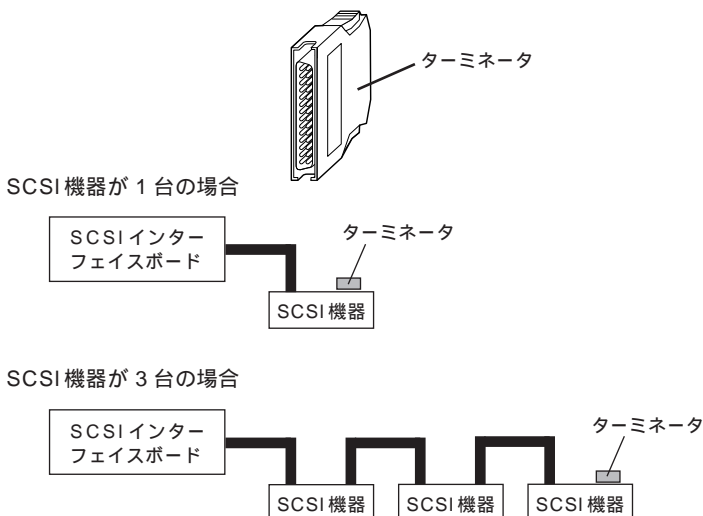 ターミネータ
SCSI機器が 1 台の場合
SCSIインター
フェイスボード
ターミネータ
SCSI機器
SCSI機器が 3 台の場合
SCSIインター
フェイスボード
ターミネータ
SCSI機器
SCSI機器
SCSI機器